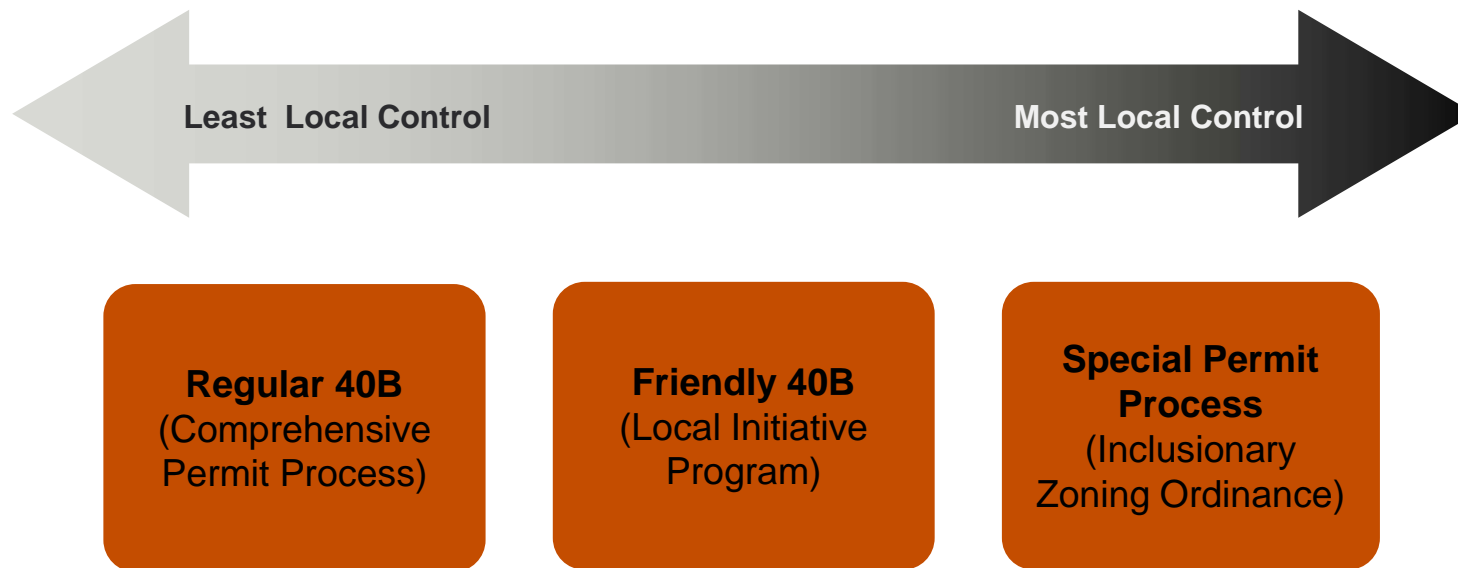 Least Local Control
Most Local Control
Regular 40B
(Comprehensive
Permit Process)
Friendly 40B
(Local Initiative
Program)
Special Permit
Process
(Inclusionary
Zoning Ordinance)